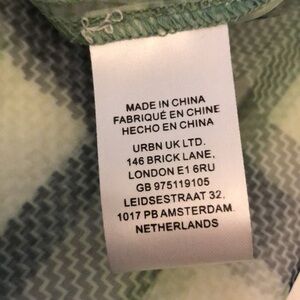 MADE IN CHINA
FABRIQUÉ EN CHINE
HECHO EN CHINA
URBN UK LTD.
146 BRICK LANE,
LONDON E1 6RU
GB 975119105
LEIDSESTRAAT 32,
1017 PB AMSTERDAM
NETHERLANDS